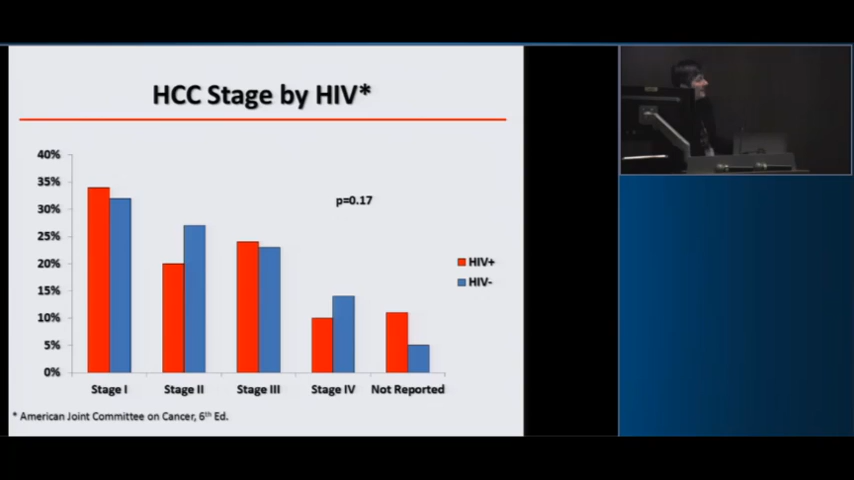 HCC Stage by HIV*
40%
35%
30%
25%
20%
15%
10%
5%
0%
p=0.17
HIV+
HIV-
Stage I
Stage II
Stage III
Stage IV
Not Reported
* American Joint Committee on Cancer, 6th Ed.